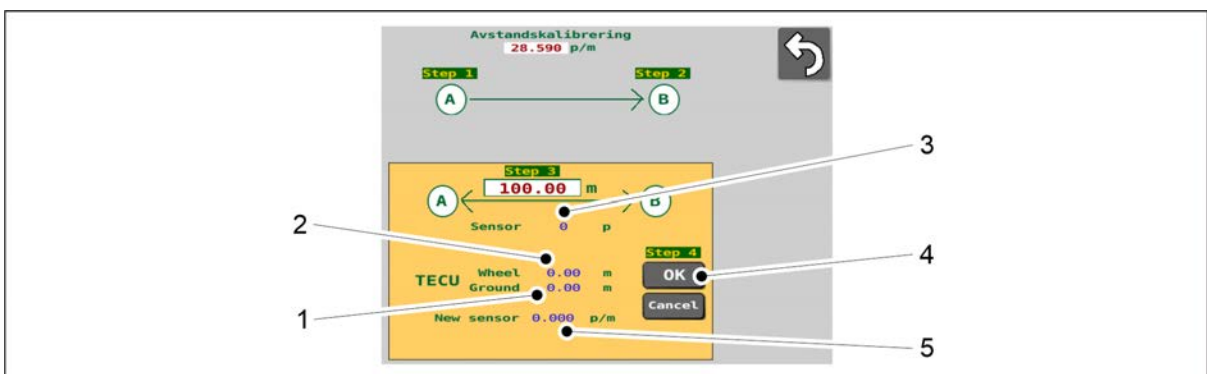 Avstandskalibrering
28.590 p/m
Step 1 Step 2
A B
3
Step 3
100.00 m
A B
2
Sensor 0 p
Step 4
4
Wheel 0.00 m OK
TECU
Ground 0.00 m
1
Cancel
New sensor 0.000 p/m
5